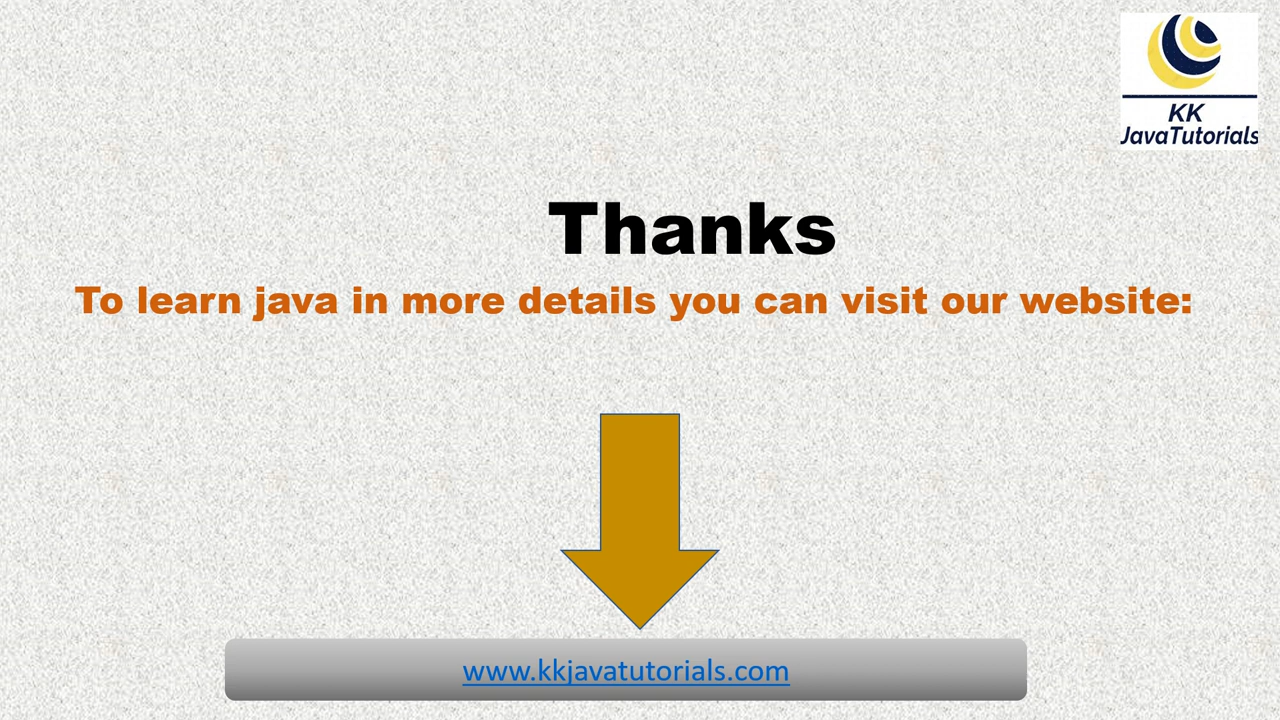 KK
JavaTutorials
Thanks
To learn java in more details you can visit our website:
www.kkjavatutorials.com